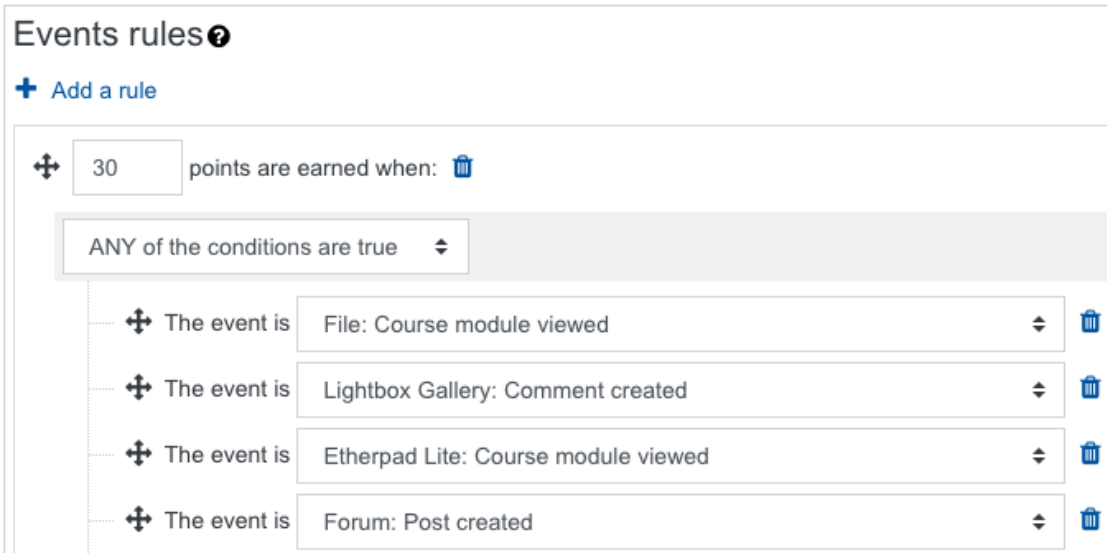 Events rules?
Add a rule
30 points are earned when:
ANY of the conditions are true
The event is File: Course module viewed
The event is Lightbox Gallery: Comment created
The event is Etherpad Lite: Course module viewed
The event is Forum: Post created